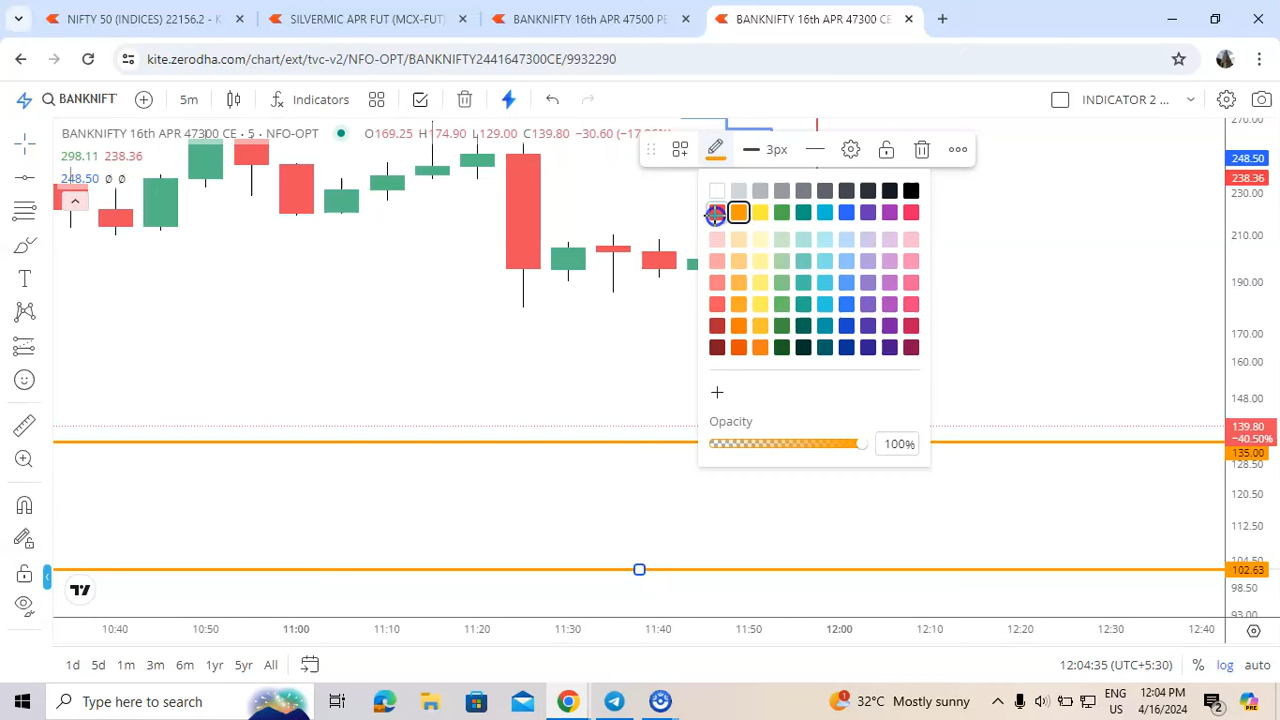 NIFTY 50 (INDICES) 22156.2 - K
SILVERMIC APR FUT (MCX-FUT)
BANKNIFTY 16th APR 47500 PE
BANKNIFTY 16th APR 47300 CE
kite.zerodha.com/chart/ext/tvc-v2/NFO-OPT/BANKNIFTY2441647300CE/9932290
BANKNIFT
5m
Indicators
INDICATOR 2 ...
BANKNIFTY 16th APR 47300 CE · 5 · NFO-OPT
O169.25 H174.90 L129.00 C139.80 −30.60
298.11 238.36
248.50 ø ø
3px
270.00
248.50
238.36
230.00
210.00
190.00
170.00
160.00
148.00
139.80
−40.50%
135.00
128.50
120.50
112.50
102.63
98.50
93.00
Opacity
100%
10:40 10:50 11:00 11:10 11:20 11:30 11:40 11:50 12:00 12:10 12:20 12:30 12:40
1d 5d 1m 3m 6m 1yr 5yr All
12:04:35 (UTC+5:30) % log auto
Type here to search
1
32°C Mostly sunny
ENG
US
12:04 PM
4/16/2024
2
PRE